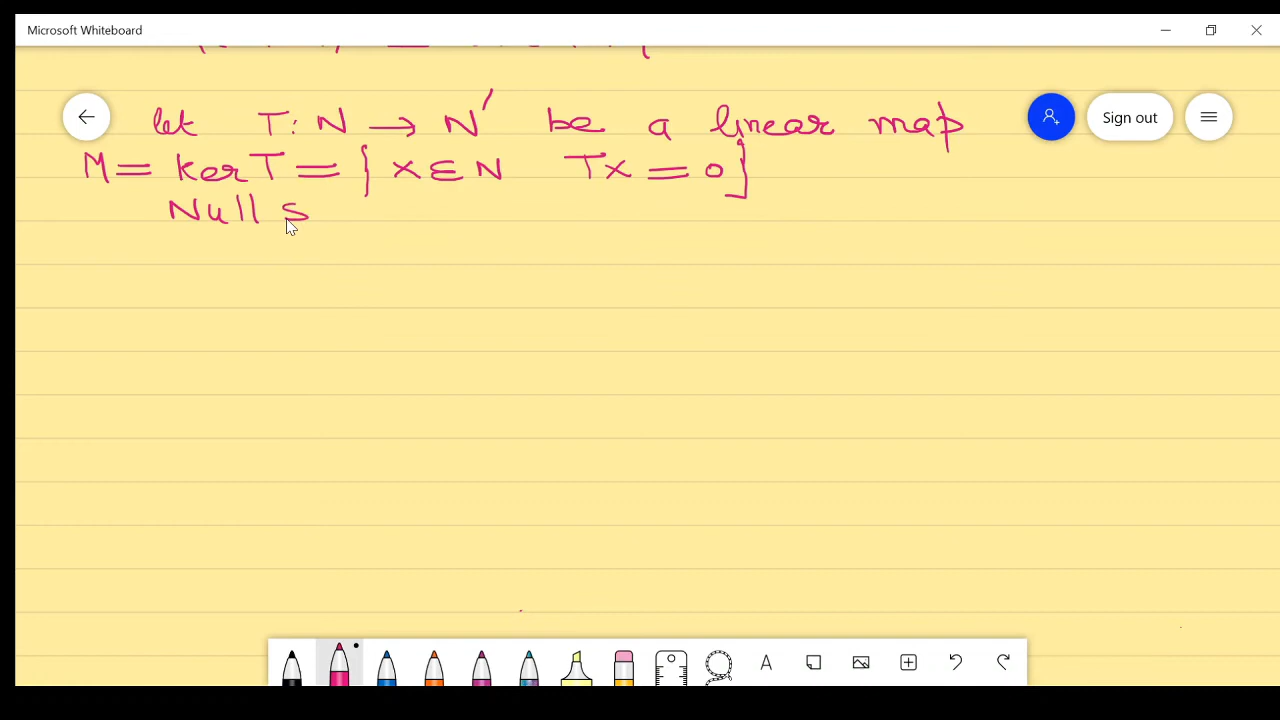 Microsoft Whiteboard
let T: N → N′ be a linear map
Sign out
M = ker T = { x ∈ N Tx = 0 }
Null s